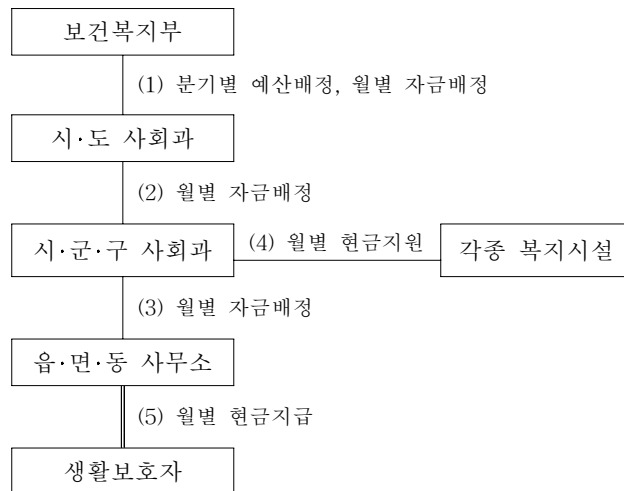 보건복지부
(1) 분기별 예산배정, 월별 자금배정
시·도 사회과
(2) 월별 자금배정
시·군·구 사회과
(4) 월별 현금지원
각종 복지시설
(3) 월별 자금배정
읍·면·동 사무소
(5) 월별 현금지급
생활보호자